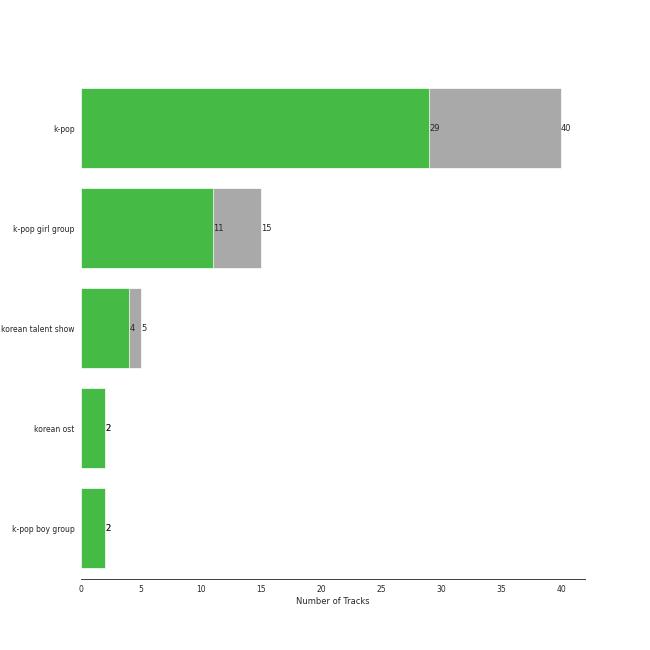 k-pop 29 40
k-pop girl group 11 15
korean talent show 4 5
korean ost 2
k-pop boy group 2
0 5 10 15 20 25 30 35 40
Number of Tracks